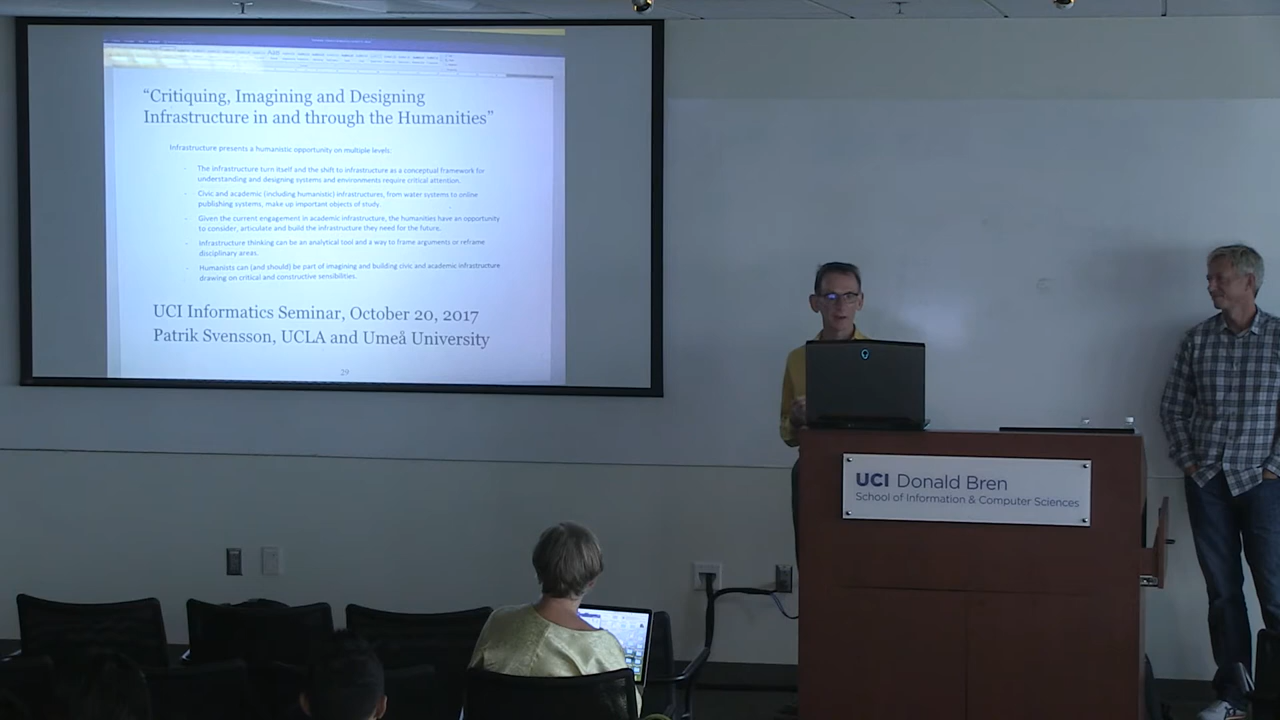 “Critiquing, Imagining and Designing
Infrastructure in and through the Humanities”
Infrastructure presents a humanistic opportunity on multiple levels:
- The infrastructure turn itself and the shift to infrastructure as a conceptual framework for
understanding and designing systems and environments require critical attention.
- Civic and academic (including humanistic) infrastructures, from water systems to online
publishing systems, make up important objects of study.
- Given the current engagement in academic infrastructure, the humanities have an opportunity
to consider, articulate and build the infrastructure they need for the future.
- Infrastructure thinking can be an analytical tool and a way to frame arguments or reframe
disciplinary areas.
- Humanists can (and should) be part of imagining and building civic and academic infrastructure
drawing on critical and constructive sensibilities.
UCI Informatics Seminar, October 20, 2017
Patrik Svensson, UCLA and Umeå University
29
UCI Donald Bren
School of Information & Computer Sciences